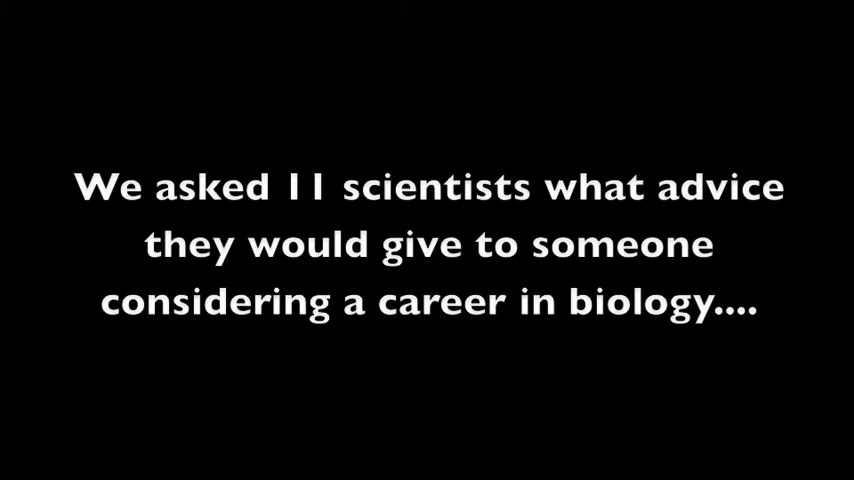 We asked 11 scientists what advice
they would give to someone
considering a career in biology....